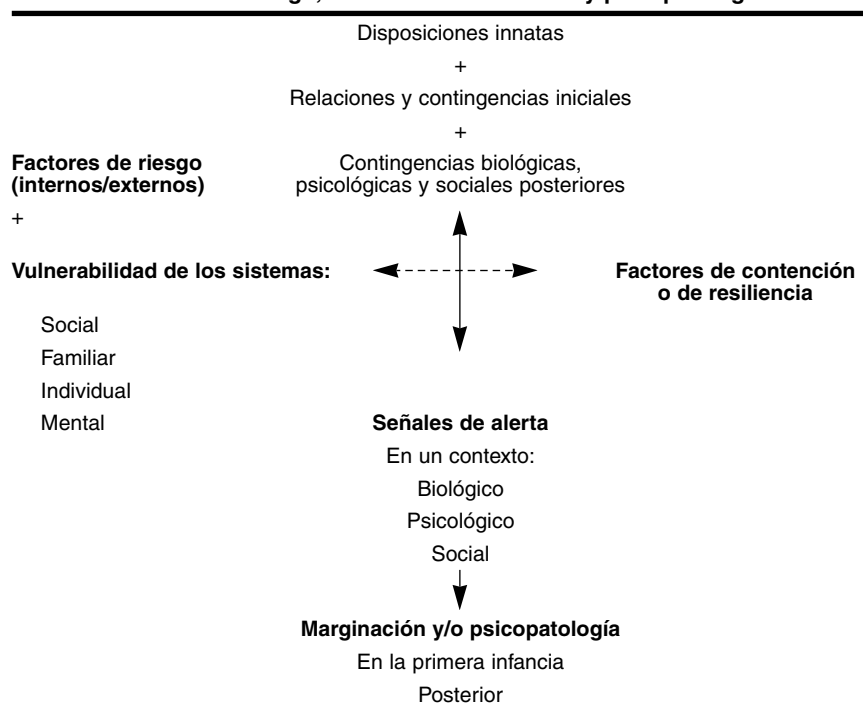 Disposiciones innatas
+
Relaciones y contingencias iniciales
+
Factores de riesgo
(internos/externos)
+
Contingencias biológicas,
psicológicas y sociales posteriores
Vulnerabilidad de los sistemas:
Social
Familiar
Individual
Mental
Factores de contención
o de resiliencia
Señales de alerta
En un contexto:
Biológico
Psicológico
Social
Marginación y/o psicopatología
En la primera infancia
Posterior